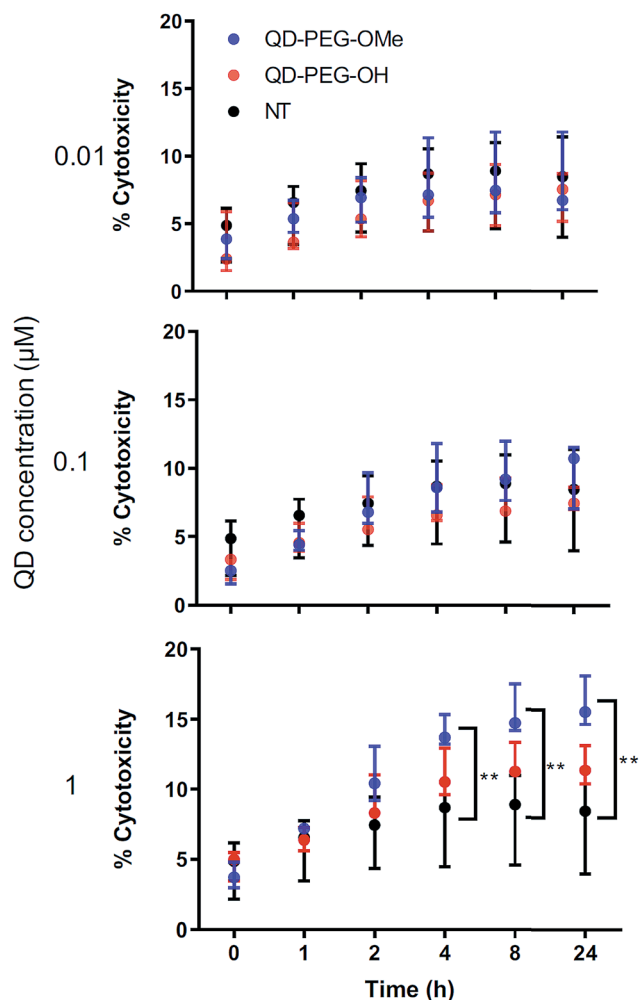 QD-PEG-OMe
QD-PEG-OH
NT
20
15
10
5
0
% Cytotoxicity
0.01
20
15
10
5
0
% Cytotoxicity
0.1
QD concentration (µM)
20
15
10
5
0
% Cytotoxicity
1
**
**
**
0 1 2 4 8 24
Time (h)